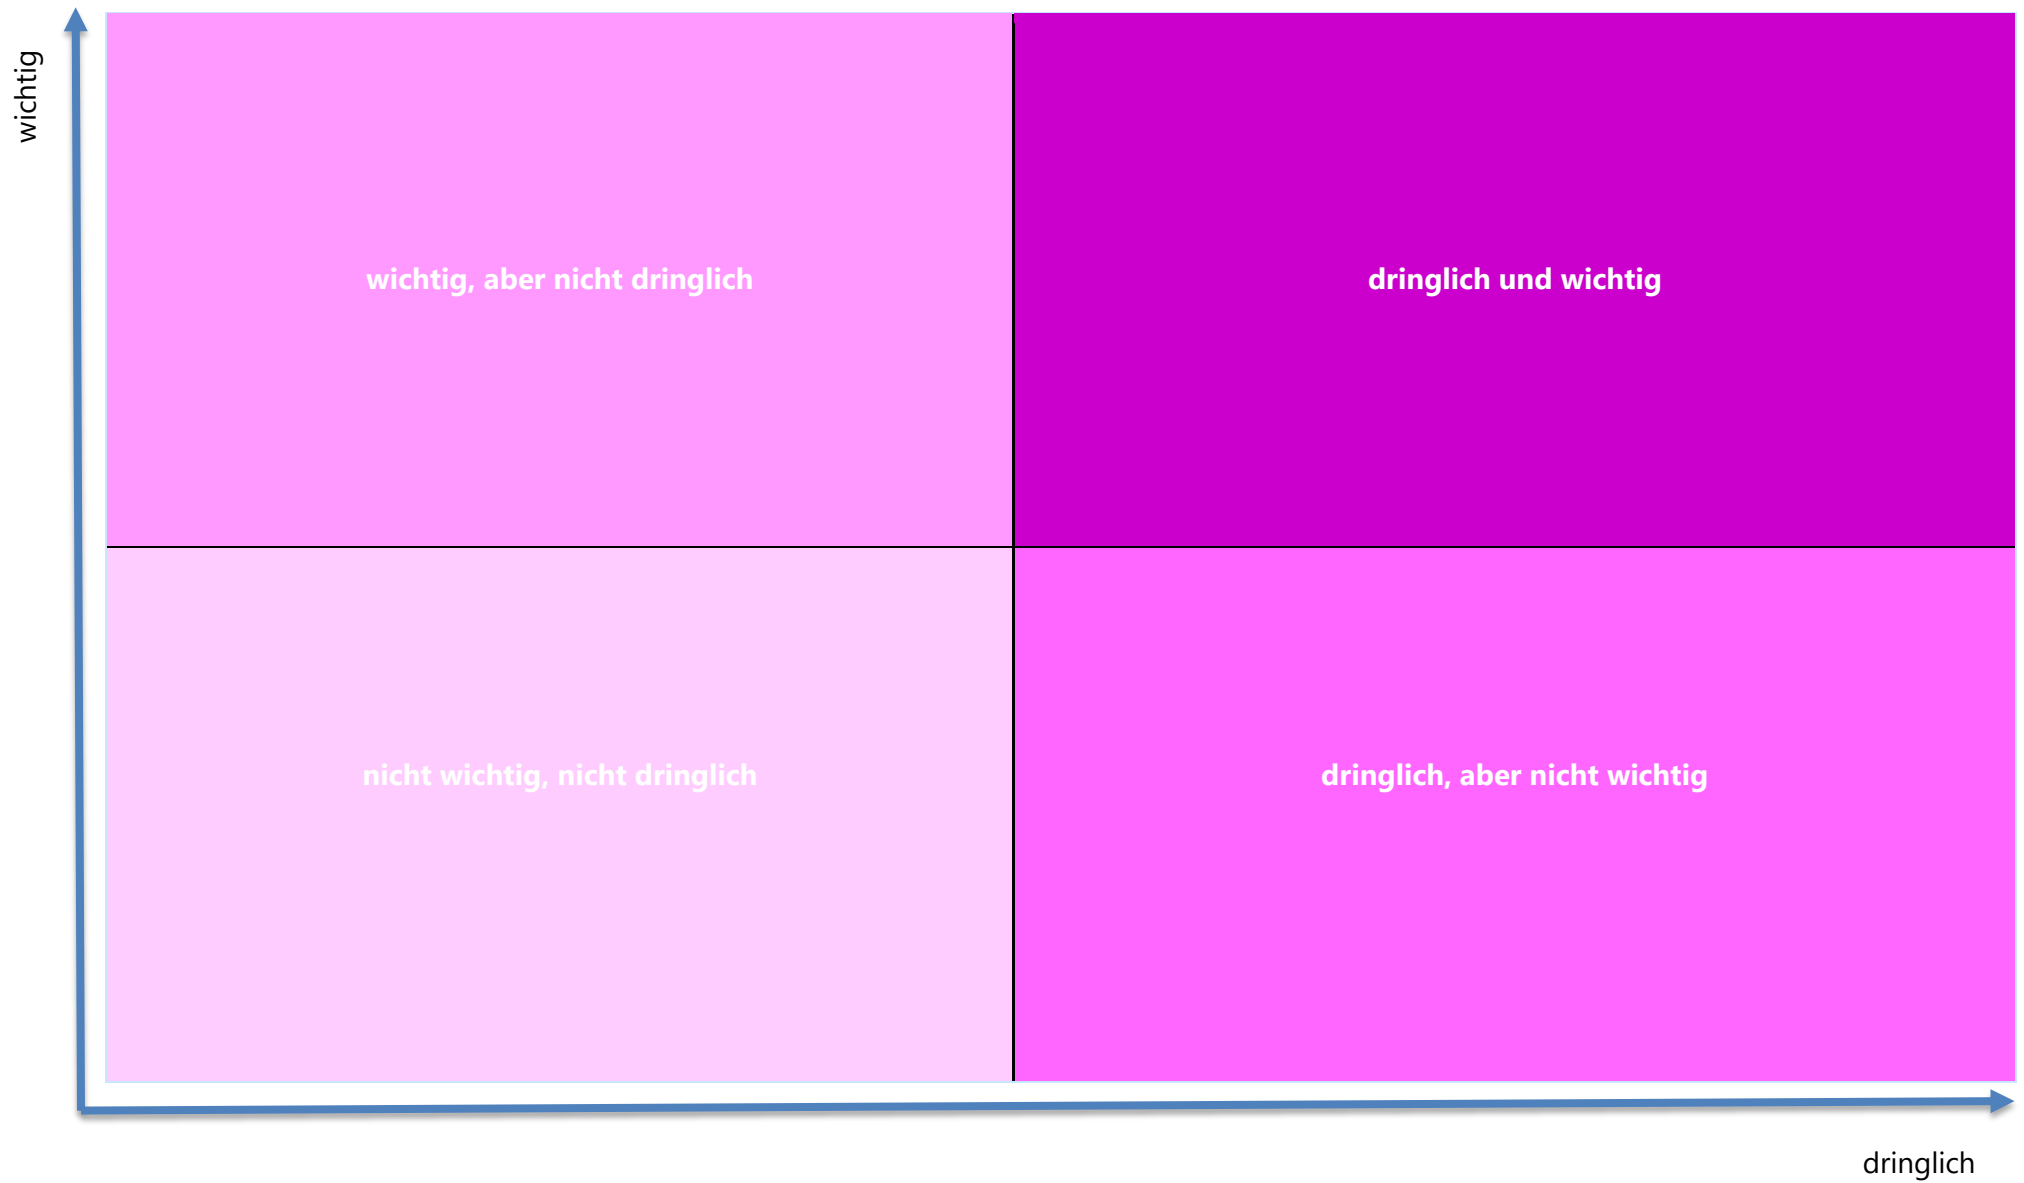 wichtig
wichtig, aber nicht dringlich
dringlich und wichtig
nicht wichtig, nicht dringlich
dringlich, aber nicht wichtig
dringlich